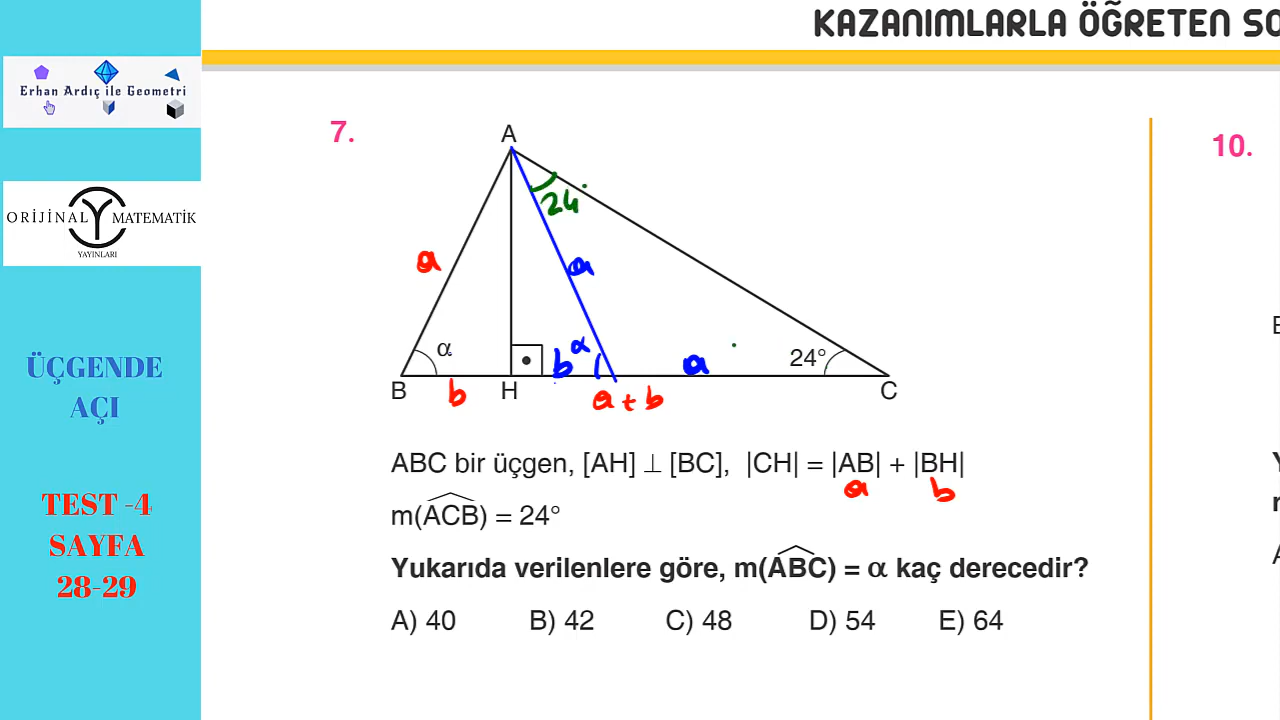 KAZANIMLARLA ÖĞRETEN SO
Erhan Ardıç ile Geometri
ORİJİNAL Y MATEMATİK
YAYINLARI
ÜÇGENDE
AÇI
TEST -4
SAYFA
28-29
7.
10.
A
24
a
a
α
b
α
a
24°
B
b
H
a + b
C
ABC bir üçgen, [AH] ⊥ [BC], |CH| = |AB| + |BH|
a b
m(ACB) = 24°
Yukarıda verilenlere göre, m(ABC) = α kaç derecedir?
A) 40 B) 42 C) 48 D) 54 E) 64